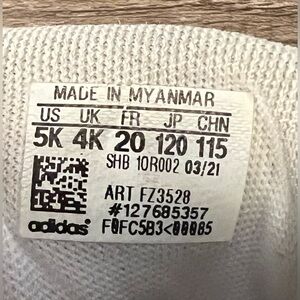 MADE IN MYANMAR
US UK FR JP CHN
5K 4K 20 120 115
SHB 10R002 03/21
ART FZ3528
#127685357
adidas® F0FC5B3<00085